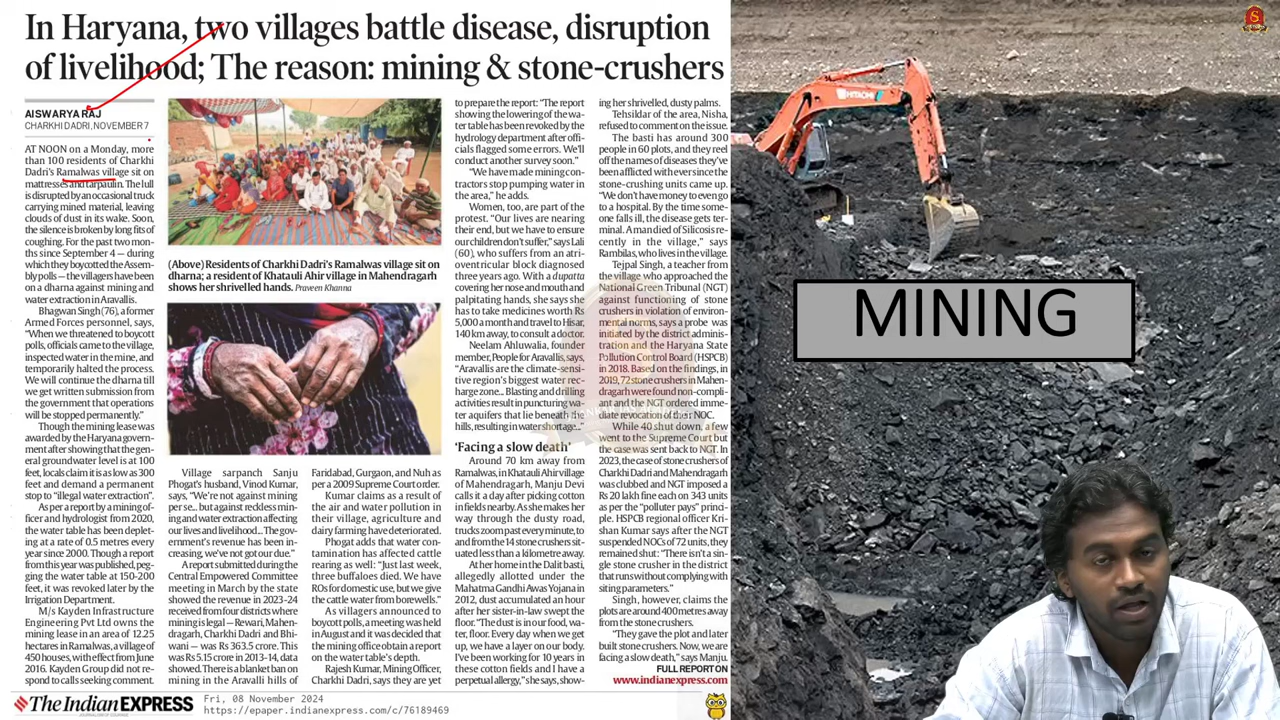 In Haryana, two villages battle disease, disruption
of livelihood; The reason: mining & stone-crushers
AISWARYA RAJ
CHARKHI DADRI, NOVEMBER 7
AT NOON on a Monday, more
than 100 residents of Charkhi
Dadri's Ramalwas village sit on
mattresses and tarpaulin. The lull
is disrupted by an occasional truck
carrying mined material, leaving
clouds of dust in its wake. Soon,
the silence is broken by long fits of
coughing. For the past two mon-
ths since September 4 — during
which they boycotted the Assem-
bly polls — the villagers have been
on a dharna against mining and
water extraction in Aravallis.
Bhagwan Singh (76), a former
Armed Forces personnel, says,
"When we threatened to boycott
polls, officials came to the village,
inspected water in the mine, and
temporarily halted the process.
We will continue the dharna till
we get written submission from
the government that operations
will be stopped permanently."
Though the mining lease was
awarded by the Haryana govern-
ment after showing that the gen-
eral groundwater level is at 100
feet, locals claim it is as low as 300
feet and demand a permanent
stop to "illegal water extraction".
As per a report by a mining of-
ficer and hydrologist from 2020,
the water table has been deplet-
ing at a rate of 0.5 metres every
year since 2000. Though a report
from this year was published, peg-
ging the water table at 150-200
feet, it was revoked later by the
Irrigation Department.
M/s Kayden Infrastructure
Engineering Pvt Ltd owns the
mining lease in an area of 12.25
hectares in Ramalwas, a village of
450 houses, with effect from June
2016. Kayden Group did not re-
spond to calls seeking comment.
(Above) Residents of Charkhi Dadri's Ramalwas village sit on
dharna; a resident of Khatauli Ahir village in Mahendragarh
shows her shrivelled hands. Praveen Khanna
Village sarpanch Sanju
Phogat's husband, Vinod Kumar,
says, "We're not against mining
per se... but against reckless min-
ing and water extraction affecting
our lives and livelihood...The gov-
ernment's revenue has been in-
creasing, we've not got our due."
A report submitted during the
Central Empowered Committee
meeting in March by the state
showed the revenue in 2023-24
received from four districts where
mining is legal — Rewari, Mahen-
dragarh, Charkhi Dadri and Bhi-
wani — was Rs 363.5 crore. This
was Rs 5.15 crore in 2013-14, data
showed. There is a blanket ban on
mining in the Aravalli hills of
Faridabad, Gurgaon, and Nuh as
per a 2009 Supreme Court order.
Kumar claims as a result of
the air and water pollution in
their village, agriculture and
dairy farming have deteriorated.
Phogat adds that water con-
tamination has affected cattle
rearing as well: "Just last week,
three buffaloes died. We have
ROs for domestic use, but we give
the cattle water from borewells."
As villagers announced to
boycott polls, a meeting was held
in August and it was decided that
the mining office obtain a report
on the water table's depth.
Rajesh Kumar, Mining Officer,
Charkhi Dadri, says they are yet
to prepare the report: "The report
showing the lowering of the wa-
ter table has been revoked by the
hydrology department after offi-
cials flagged some errors. We'll
conduct another survey soon."
"We have made mining con-
tractors stop pumping water in
the area," he adds.
Women, too, are part of the
protest. "Our lives are nearing
their end, but we have to ensure
our children don't suffer," says Lali
(60), who suffers from an atri-
oventricular block diagnosed
three years ago. With a dupatta
covering her nose and mouth and
palpitating hands, she says she
has to take medicines worth Rs
5,000 a month and travel to Hisar,
140 km away, to consult a doctor.
Neelam Ahluwalia, founder
member, People for Aravallis, says,
"Aravallis are the climate-sensi-
tive region's biggest water rec-
harge zone... Blasting and drilling
activities result in puncturing wa-
ter aquifers that lie beneath the
hills, resulting in water shortage..."
'Facing a slow death'
Around 70 km away from
Ramalwas, in Khatauli Ahir village
of Mahendragarh, Manju Devi
calls it a day after picking cotton
in fields nearby. As she makes her
way through the dusty road,
trucks zoom past every minute, to
and from the 14 stone crushers sit-
uated less than a kilometre away.
At her home in the Dalit basti,
allegedly allotted under the
Mahatma Gandhi Awas Yojana in
2012, dust accumulated an hour
after her sister-in-law swept the
floor. "The dust is in our food, wa-
ter, floor. Every day when we get
up, we have a layer on our body.
I've been working for 10 years in
these cotton fields and I have a
perpetual allergy," she says, show-
ing her shrivelled, dusty palms.
Tehsildar of the area, Nisha,
refused to comment on the issue.
The basti has around 300
people in 60 plots, and they reel
off the names of diseases they've
been afflicted with ever since the
stone-crushing units came up.
"We don't have money to even go
to a hospital. By the time some-
one falls ill, the disease gets ter-
minal. A man died of Silicosis re-
cently in the village," says
Rambilas, who lives in the village.
Tejpal Singh, a teacher from
the village who approached the
National Green Tribunal (NGT)
against functioning of stone
crushers in violation of environ-
mental norms, says a probe was
initiated by the district adminis-
tration and the Haryana State
Pollution Control Board (HSPCB)
in 2018. Based on the findings, in
2019, 72 stone crushers in Mahen-
dragarh were found non-compli-
ant and the NGT ordered imme-
diate revocation of their NOC.
While 40 shut down, a few
went to the Supreme Court but
the case was sent back to NGT. In
2023, the case of stone crushers of
Charkhi Dadri and Mahendragarh
was clubbed and NGT imposed a
Rs 20 lakh fine each on 343 units
as per the "polluter pays" princi-
ple. HSPCB regional officer Kri-
shan Kumar says after the NGT
suspended NOCs of 72 units, they
remained shut: "There isn't a sin-
gle stone crusher in the district
that runs without complying with
siting parameters."
Singh, however, claims the
plots are around 400 metres away
from the stone crushers.
"They gave the plot and later
built stone crushers. Now, we are
facing a slow death," says Manju.
FULL REPORT ON
www.indianexpress.com
The Indian EXPRESS
Fri, 08 November 2024
https://epaper.indianexpress.com/c/76189469
HITACHI
MINING